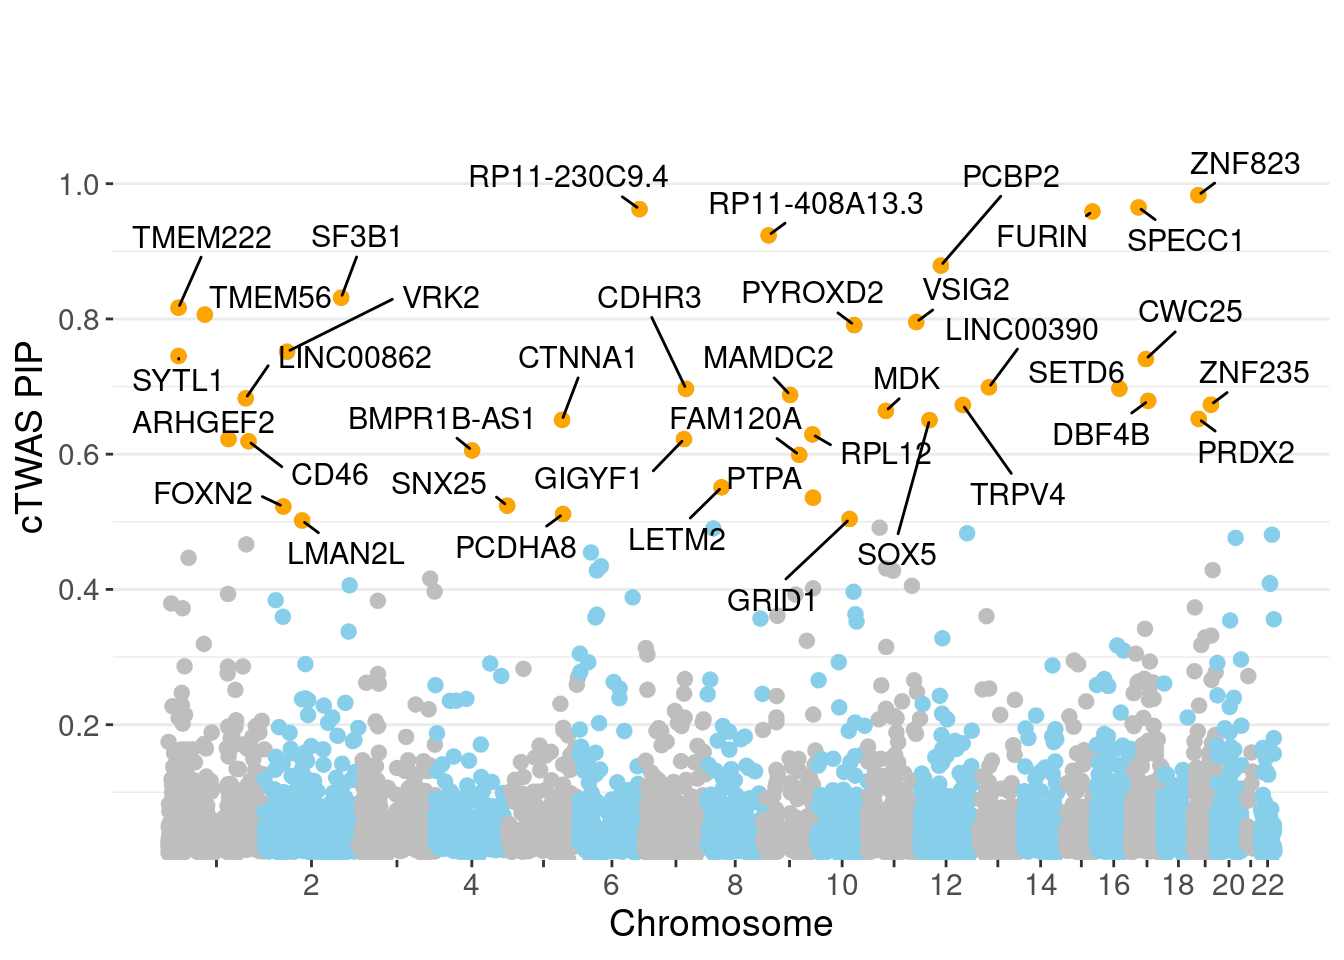 ZNF823
RP11-230C9.4
PCBP2
1.0
RP11-408A13.3
TMEM222
SF3B1
FURIN
SPECC1
TMEM56
VRK2
CDHR3
PYROXD2
VSIG2
CWC25
0.8
LINC00390
LINC00862
CTNNA1
MAMDC2
SYTL1
MDK
SETD6
ZNF235
ARHGEF2
BMPR1B-AS1
FAM120A
DBF4B
0.6
RPL12
PRDX2
CD46
SNX25
GIGYF1
PTPA
FOXN2
TRPV4
LMAN2L
PCDHA8
LETM2
SOX5
0.4
GRID1
0.2
cTWAS PIP
2 4 6 8 10 12 14 16 18 20 22
Chromosome